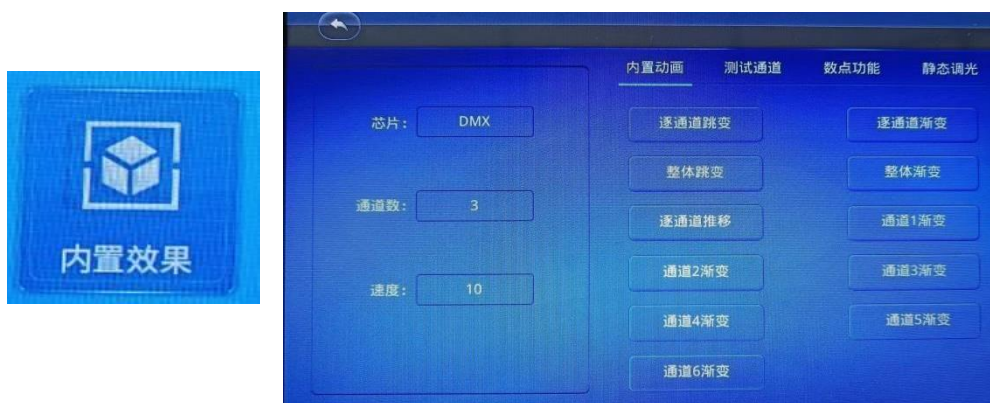 内置效果
内置动画 测试通道 数点功能 静态调光
芯片: DMX
通道数: 3
速度: 10
逐通道跳变 逐通道渐变
整体跳变 整体渐变
逐通道推移 通道1渐变
通道2渐变 通道3渐变
通道4渐变 通道5渐变
通道6渐变